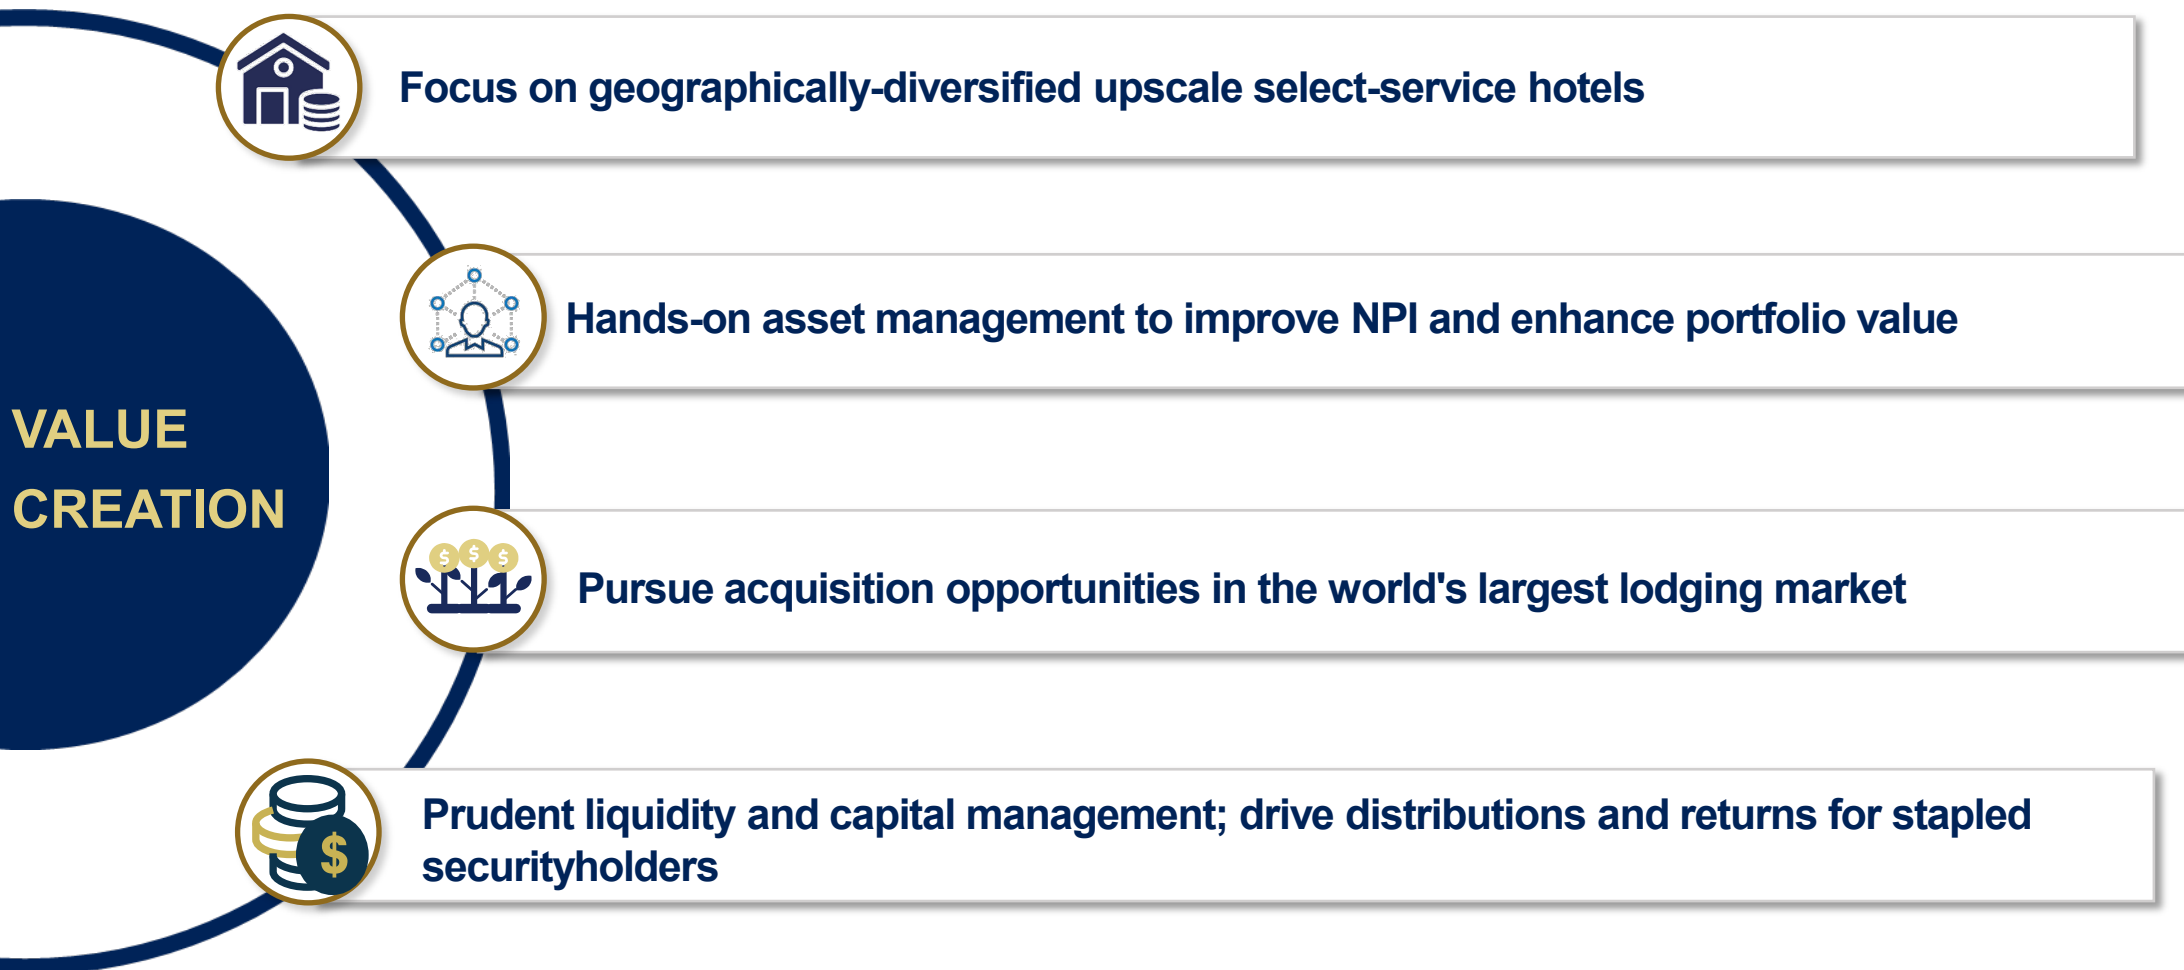 Focus on geographically-diversified upscale select-service hotels
Hands-on asset management to improve NPI and enhance portfolio value
VALUE
CREATION
$ $ $
Pursue acquisition opportunities in the world's largest lodging market
$
Prudent liquidity and capital management; drive distributions and returns for stapled
securityholders